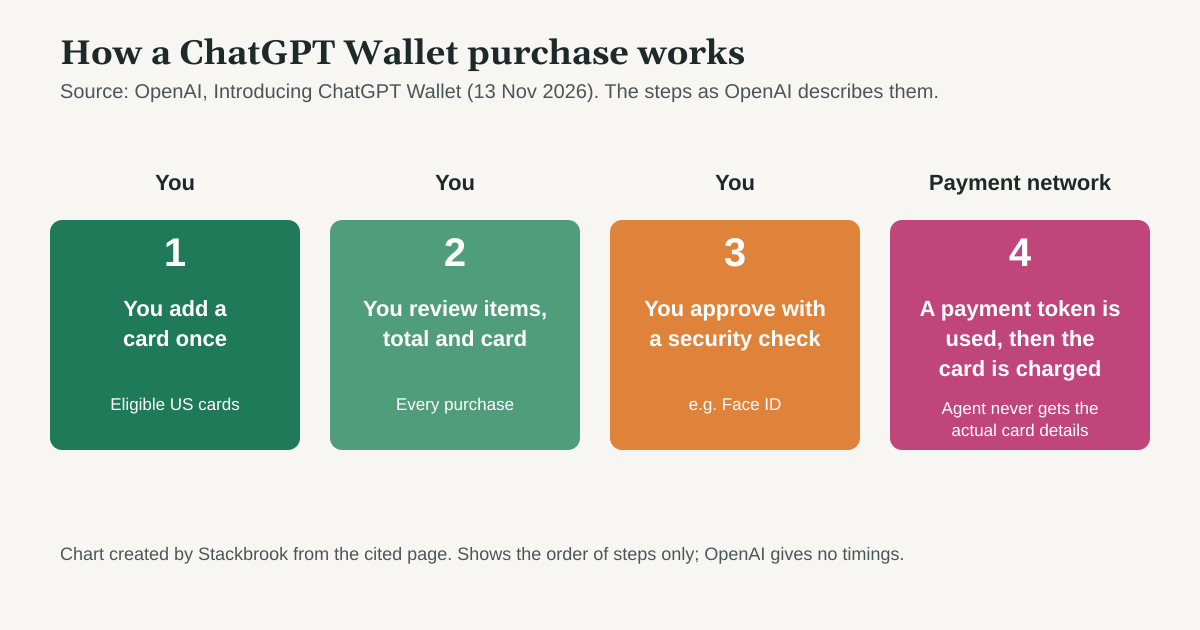 How a ChatGPT Wallet purchase works
Source: OpenAI, Introducing ChatGPT Wallet (13 Nov 2026). The steps as OpenAI describes them.
You
1
You add a
card once
Eligible US cards
You
2
You review items,
total and card
Every purchase
You
3
You approve with
a security check
e.g. Face ID
Payment network
4
A payment token is
used, then the
card is charged
Agent never gets the
actual card details
Chart created by Stackbrook from the cited page. Shows the order of steps only; OpenAI gives no timings.